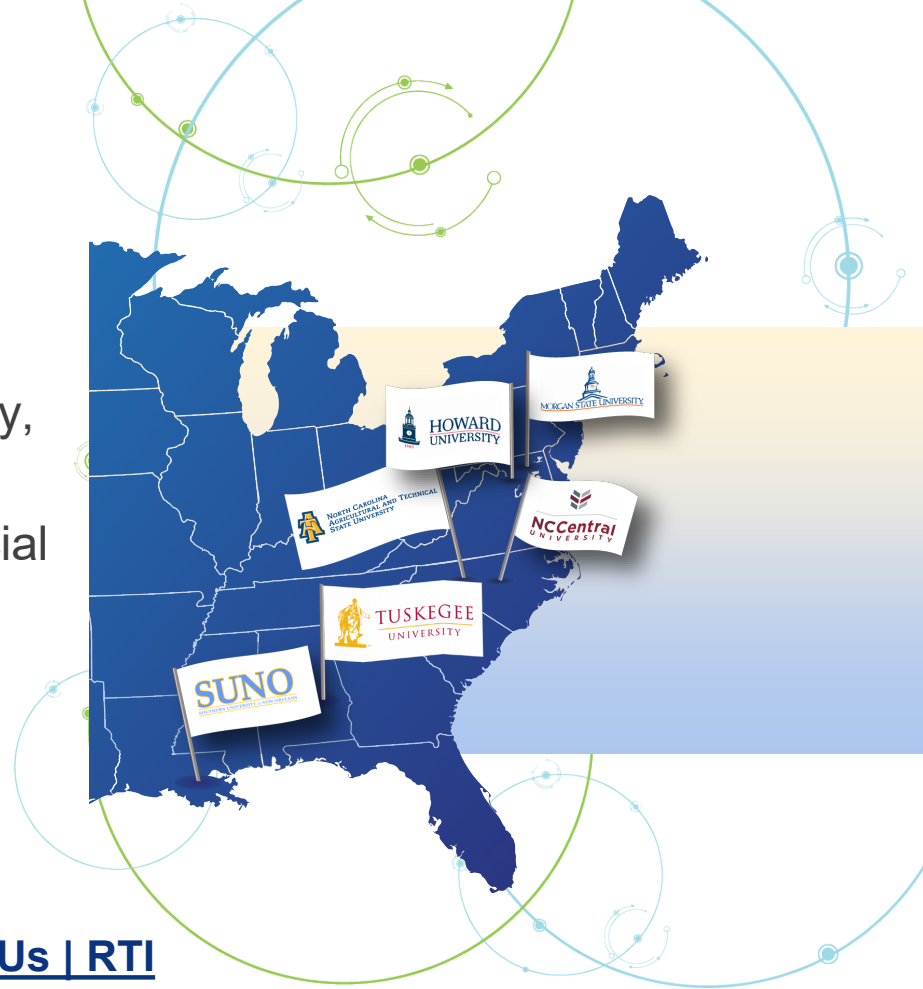 MORGAN STATE UNIVERSITY
HOWARD
UNIVERSITY
1867
y,
NORTH CAROLINA
AGRICULTURAL AND TECHNICAL
STATE UNIVERSITY
NCCentral
UNIVERSITY
ial
TUSKEGEE
UNIVERSITY
SUNO
SOUTHERN UNIVERSITY at NEW ORLEANS
Us | RTI